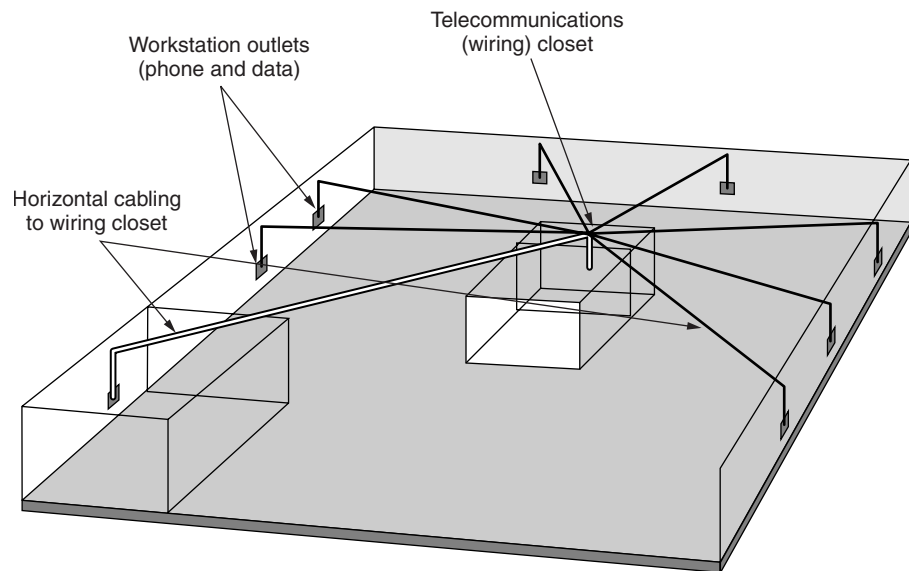 Telecommunications
(wiring) closet
Workstation outlets
(phone and data)
Horizontal cabling
to wiring closet